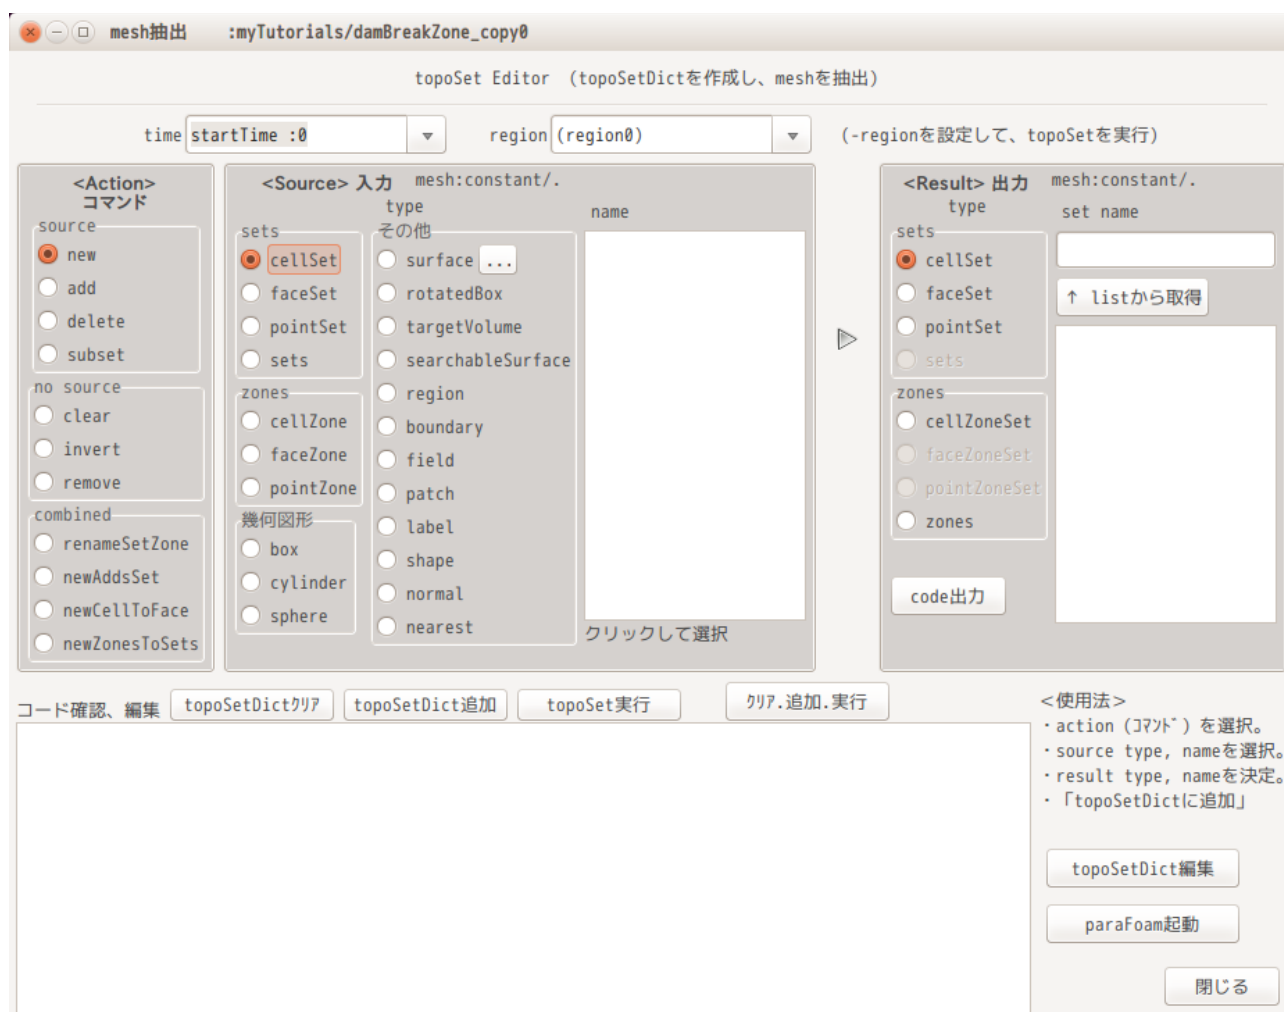 mesh抽出 :myTutorials/damBreakZone_copy0
topoSet Editor (topoSetDictを作成し、meshを抽出)
time startTime :0 region (region0) (-regionを設定して、topoSetを実行)
<Action>
コマンド
source
new
add
delete
subset
no source
clear
invert
remove
combined
renameSetZone
newAddsSet
newCellToFace
newZonesToSets
<Source> 入力 mesh:constant/.
type
name
sets
cellSet
faceSet
pointSet
sets
zones
cellZone
faceZone
pointZone
幾何図形
box
cylinder
sphere
その他
surface ...
rotatedBox
targetVolume
searchableSurface
region
boundary
field
patch
label
shape
normal
nearest
クリックして選択
<Result> 出力 mesh:constant/.
type
set name
sets
cellSet
faceSet
pointSet
sets
zones
cellZoneSet
faceZoneSet
pointZoneSet
zones
↑ listから取得
code出力
コード確認、編集 topoSetDictｸﾘｱ topoSetDict追加 topoSet実行 ｸﾘｱ.追加.実行
<使用法>
・action (ｺﾏﾝﾄﾞ) を選択。
・source type, nameを選択。
・result type, nameを決定。
・「topoSetDictに追加」
topoSetDict編集
paraFoam起動
閉じる